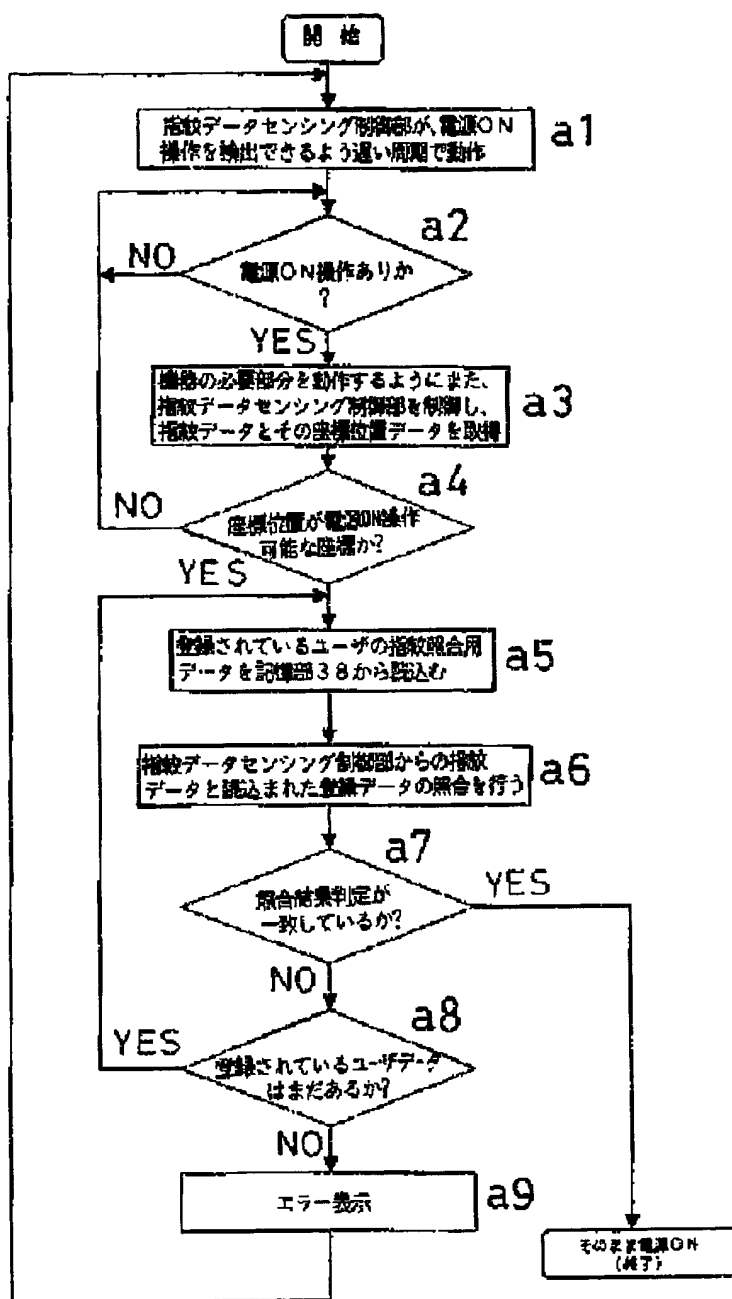 開 始
指紋データセンシング制御部が、電源ON
操作を検出できるよう遅い周期で動作
a1
a2
NO
電源ON操作ありか
?
YES
機器の必要部分を動作するようにまた、
指紋データセンシング制御部を制御し、
指紋データとその座標位置データを取得
a3
a4
NO
座標位置が電源ON操作
可能な座標か?
YES
登録されているユーザの指紋照合用
データを記憶部38から読込む
a5
指紋データセンシング制御部からの指紋
データと読込まれた登録データの照合を行う
a6
a7
YES
照合結果判定が
一致しているか?
NO
a8
YES
登録されているユーザデータ
はまだあるか?
NO
エラー表示
a9
そのまま電源ON
(終了)